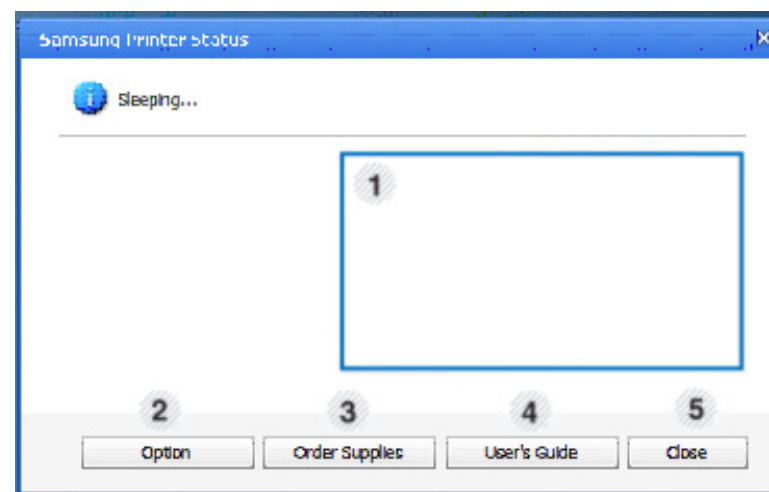 Samsung Printer Status
Sleeping...
1
2 3 4 5
Option Order Supplies User's Guide Close